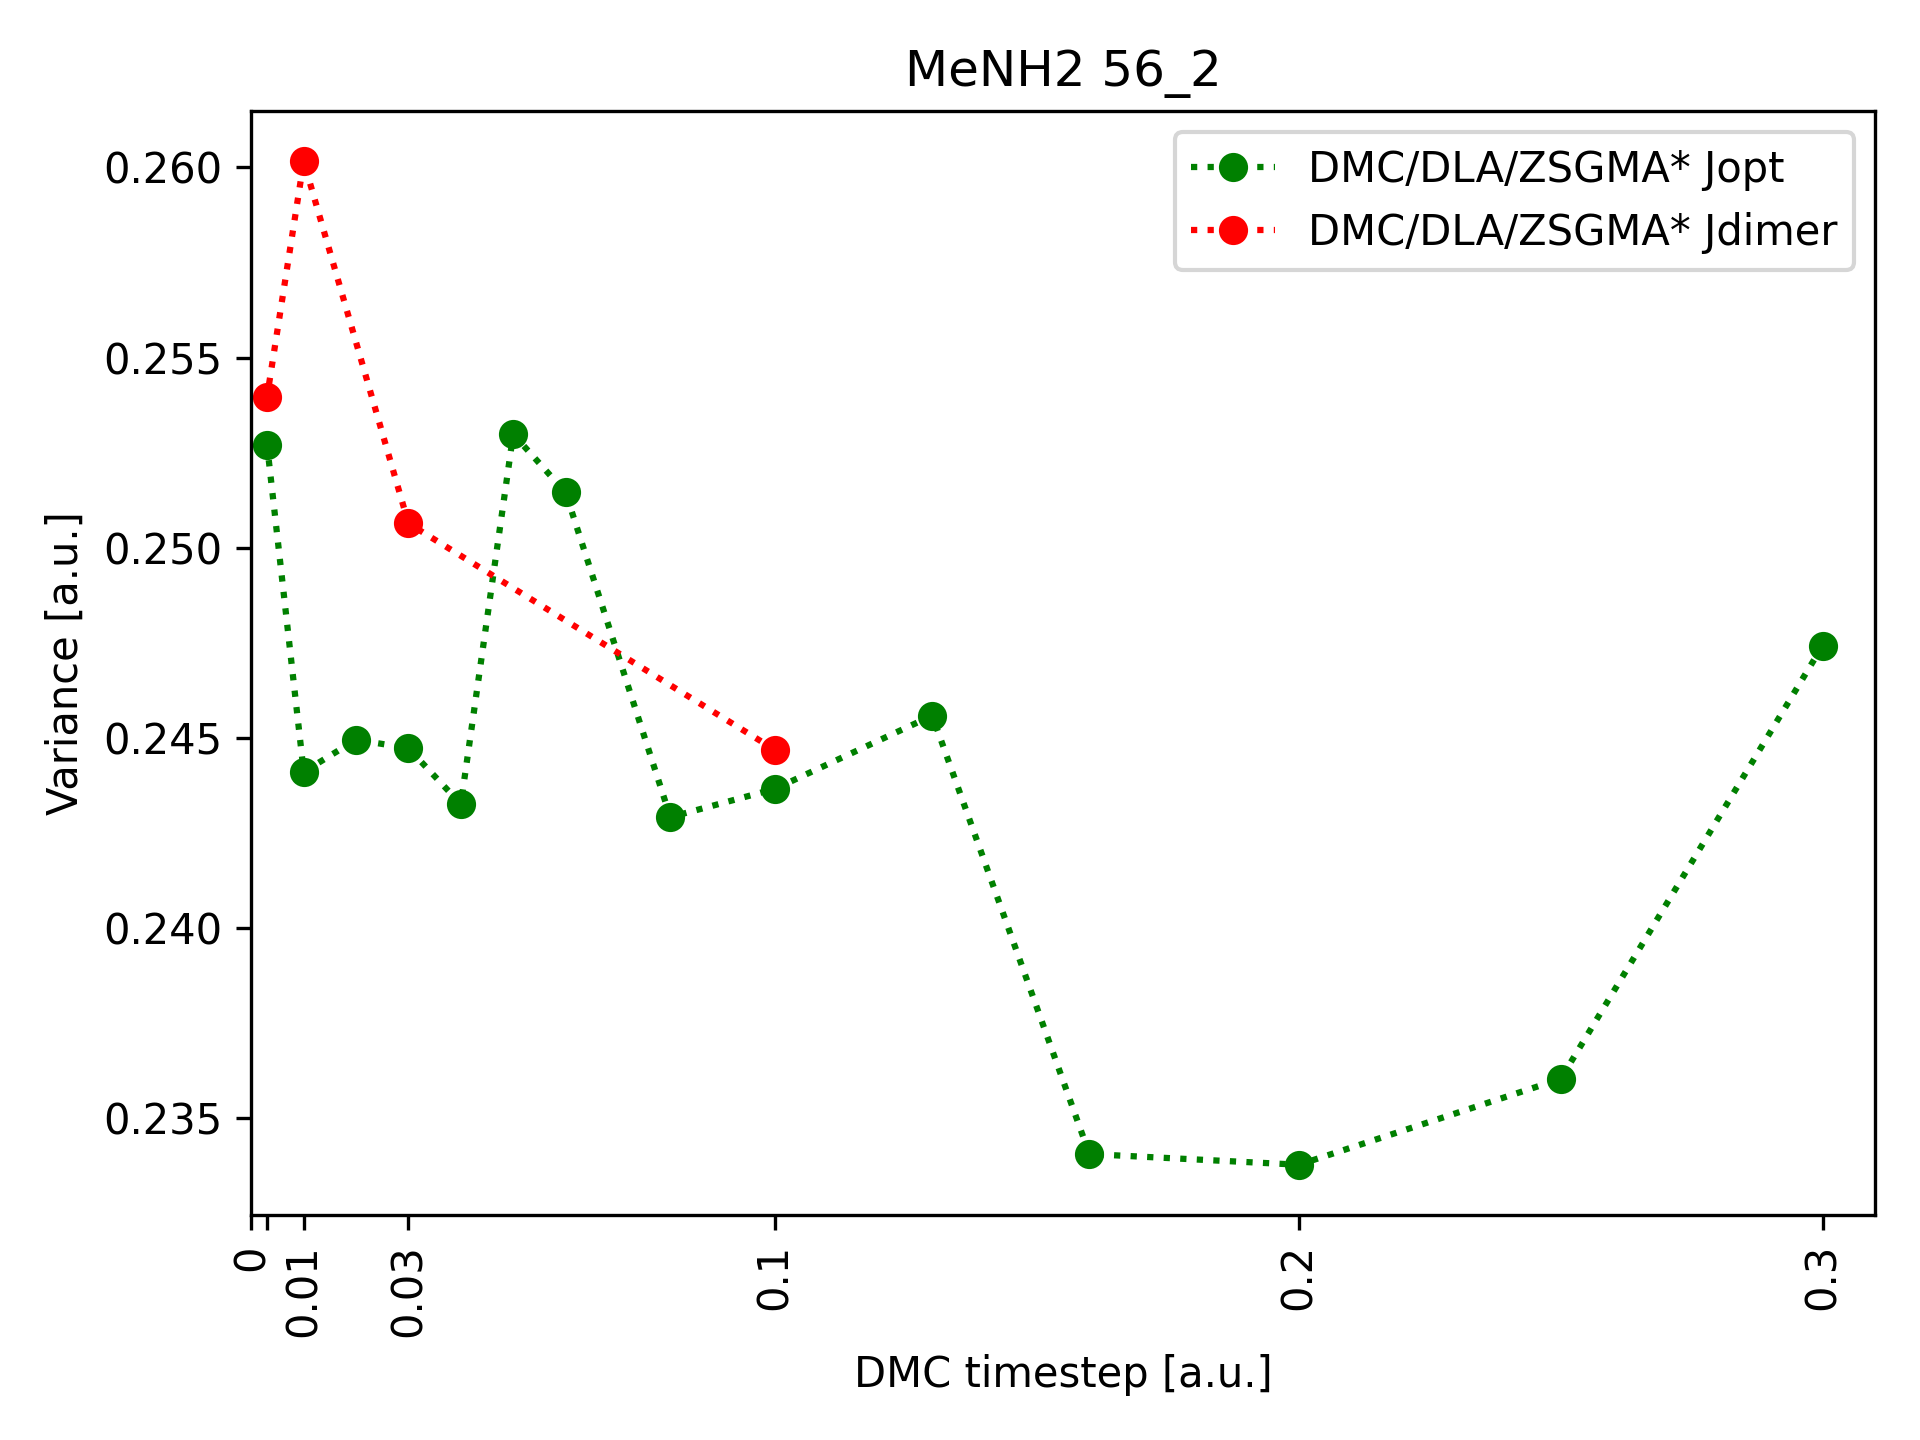 MeNH2 56_2
DMC/DLA/ZSGMA* Jopt
DMC/DLA/ZSGMA* Jdimer
Variance [a.u.]
0.260
0.255
0.250
0.245
0.240
0.235
0
0.01
0.03
0.1
0.2
0.3
DMC timestep [a.u.]